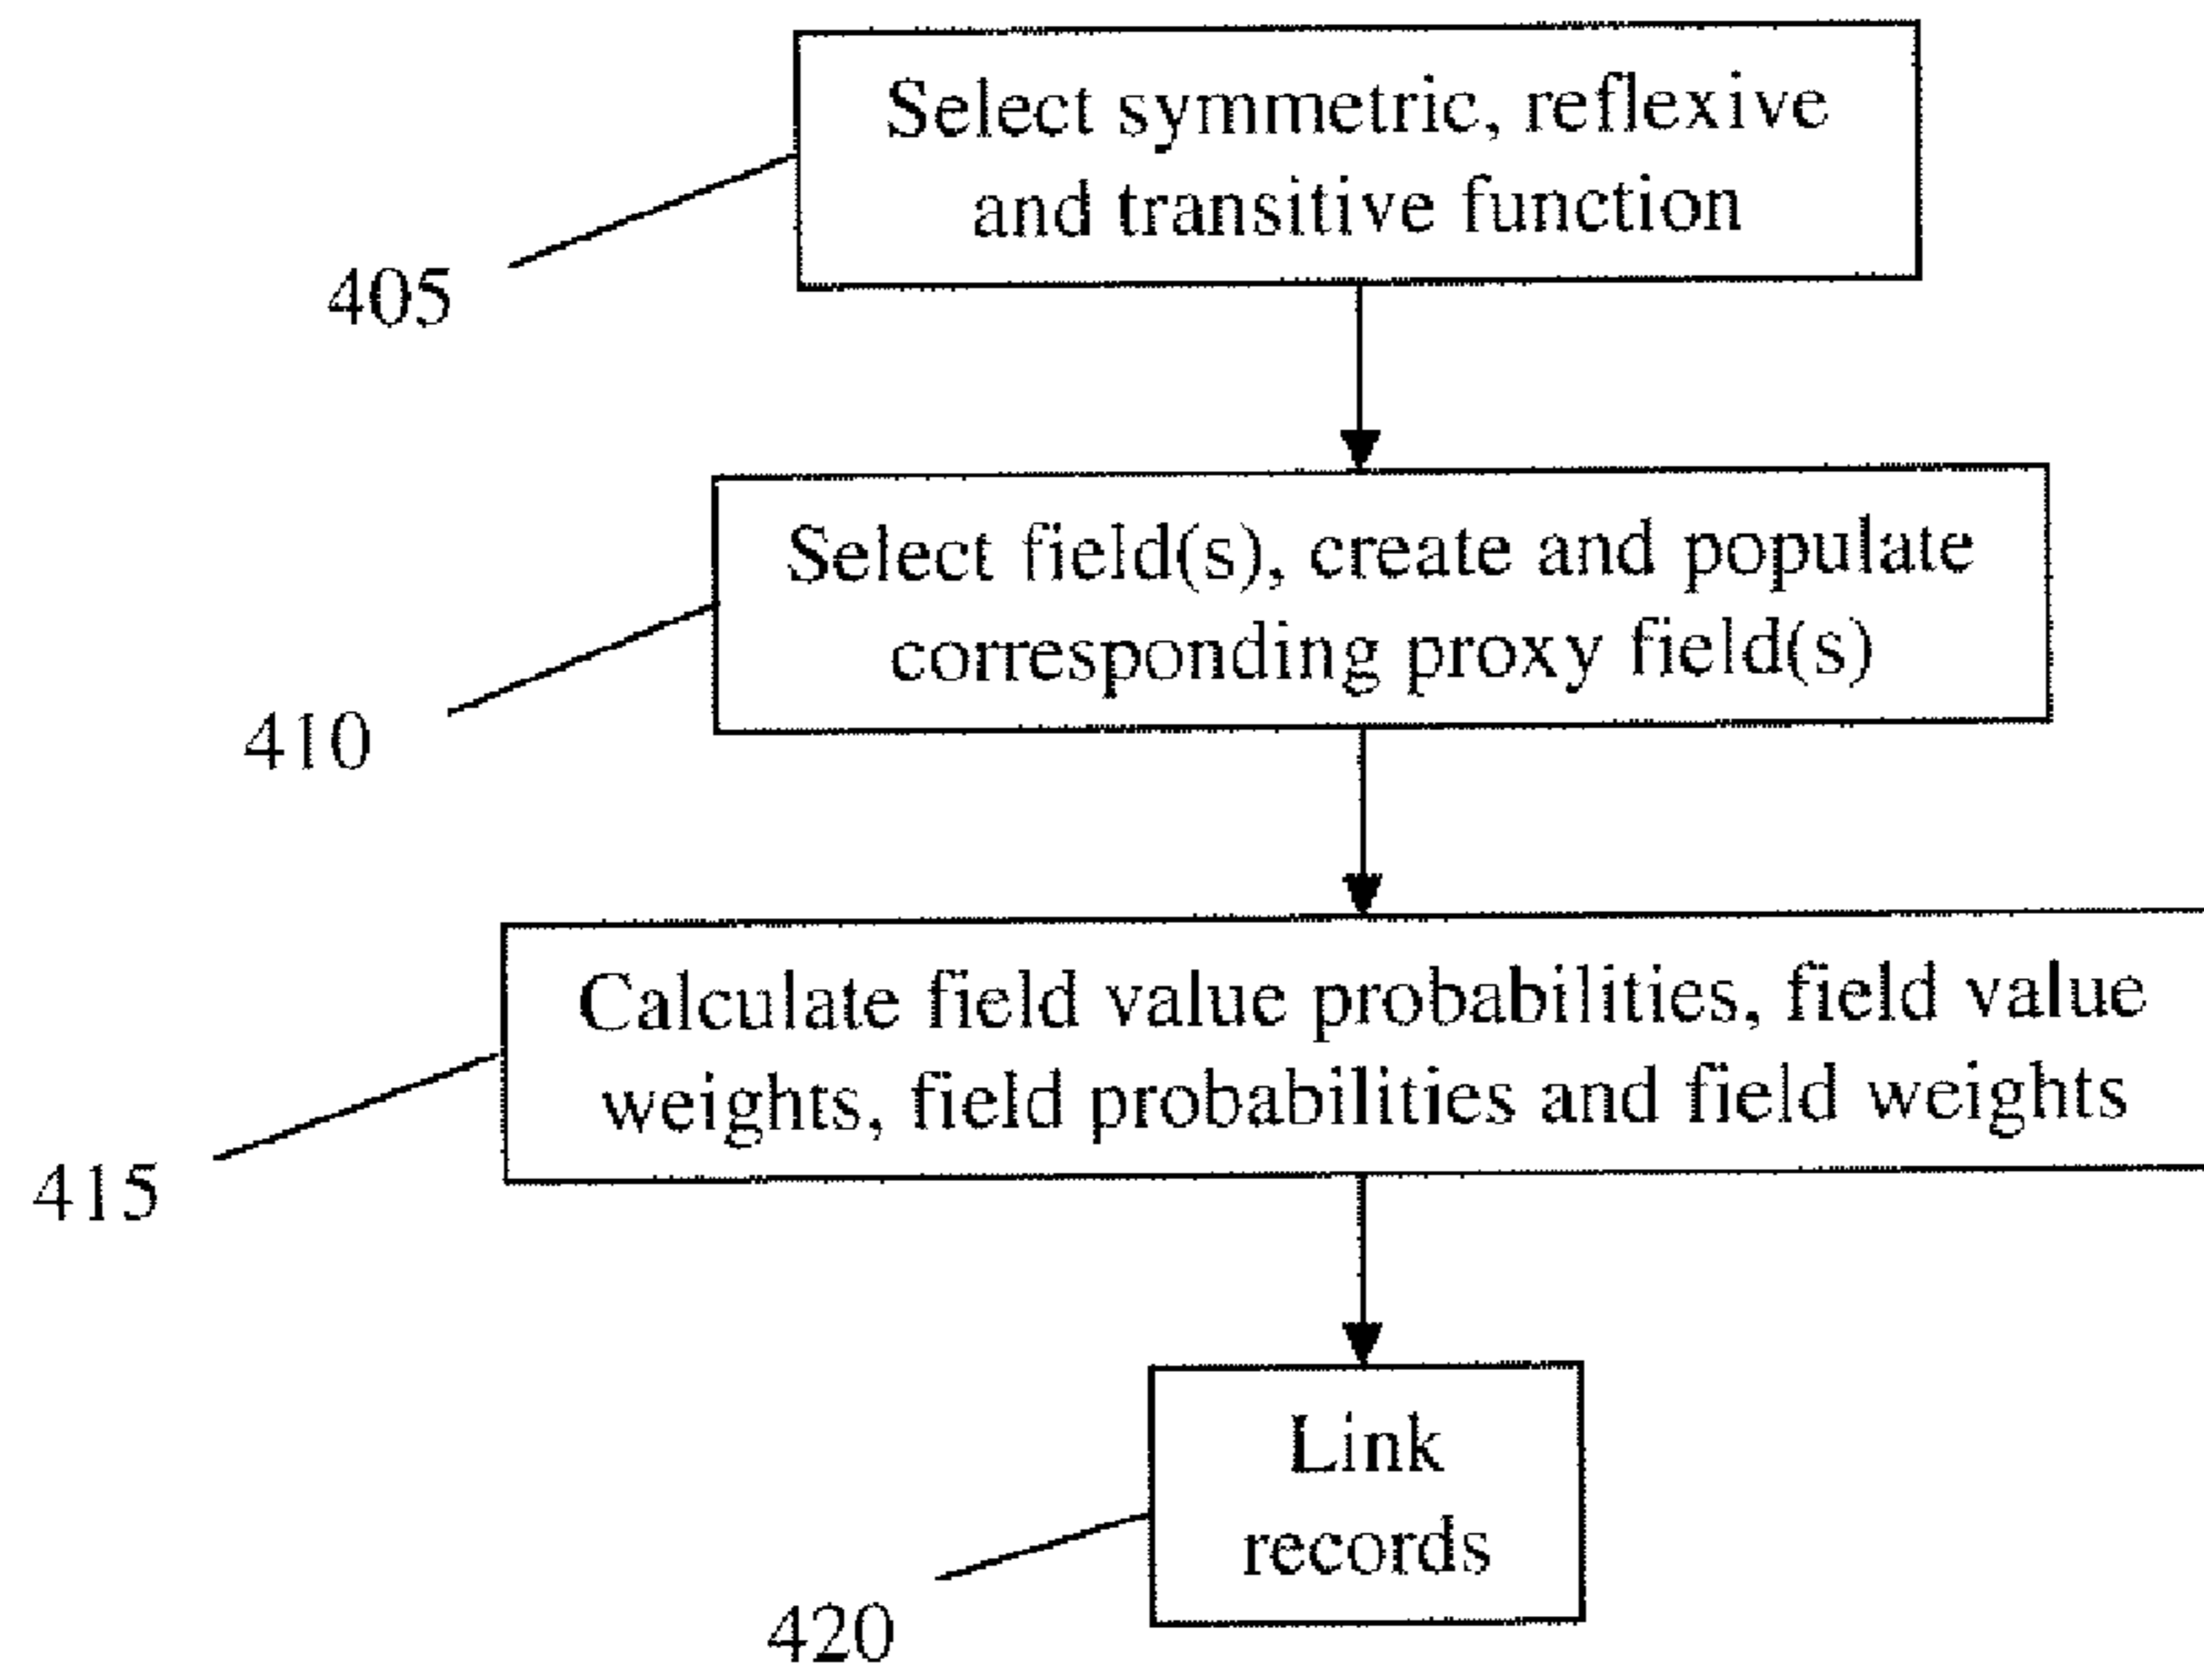 Select symmetric, reflexive
and transitive function
405
Select field(s), create and populate
corresponding proxy field(s)
410
Calculate field value probabilities, field value
weights, field probabilities and field weights
415
Link
records
420